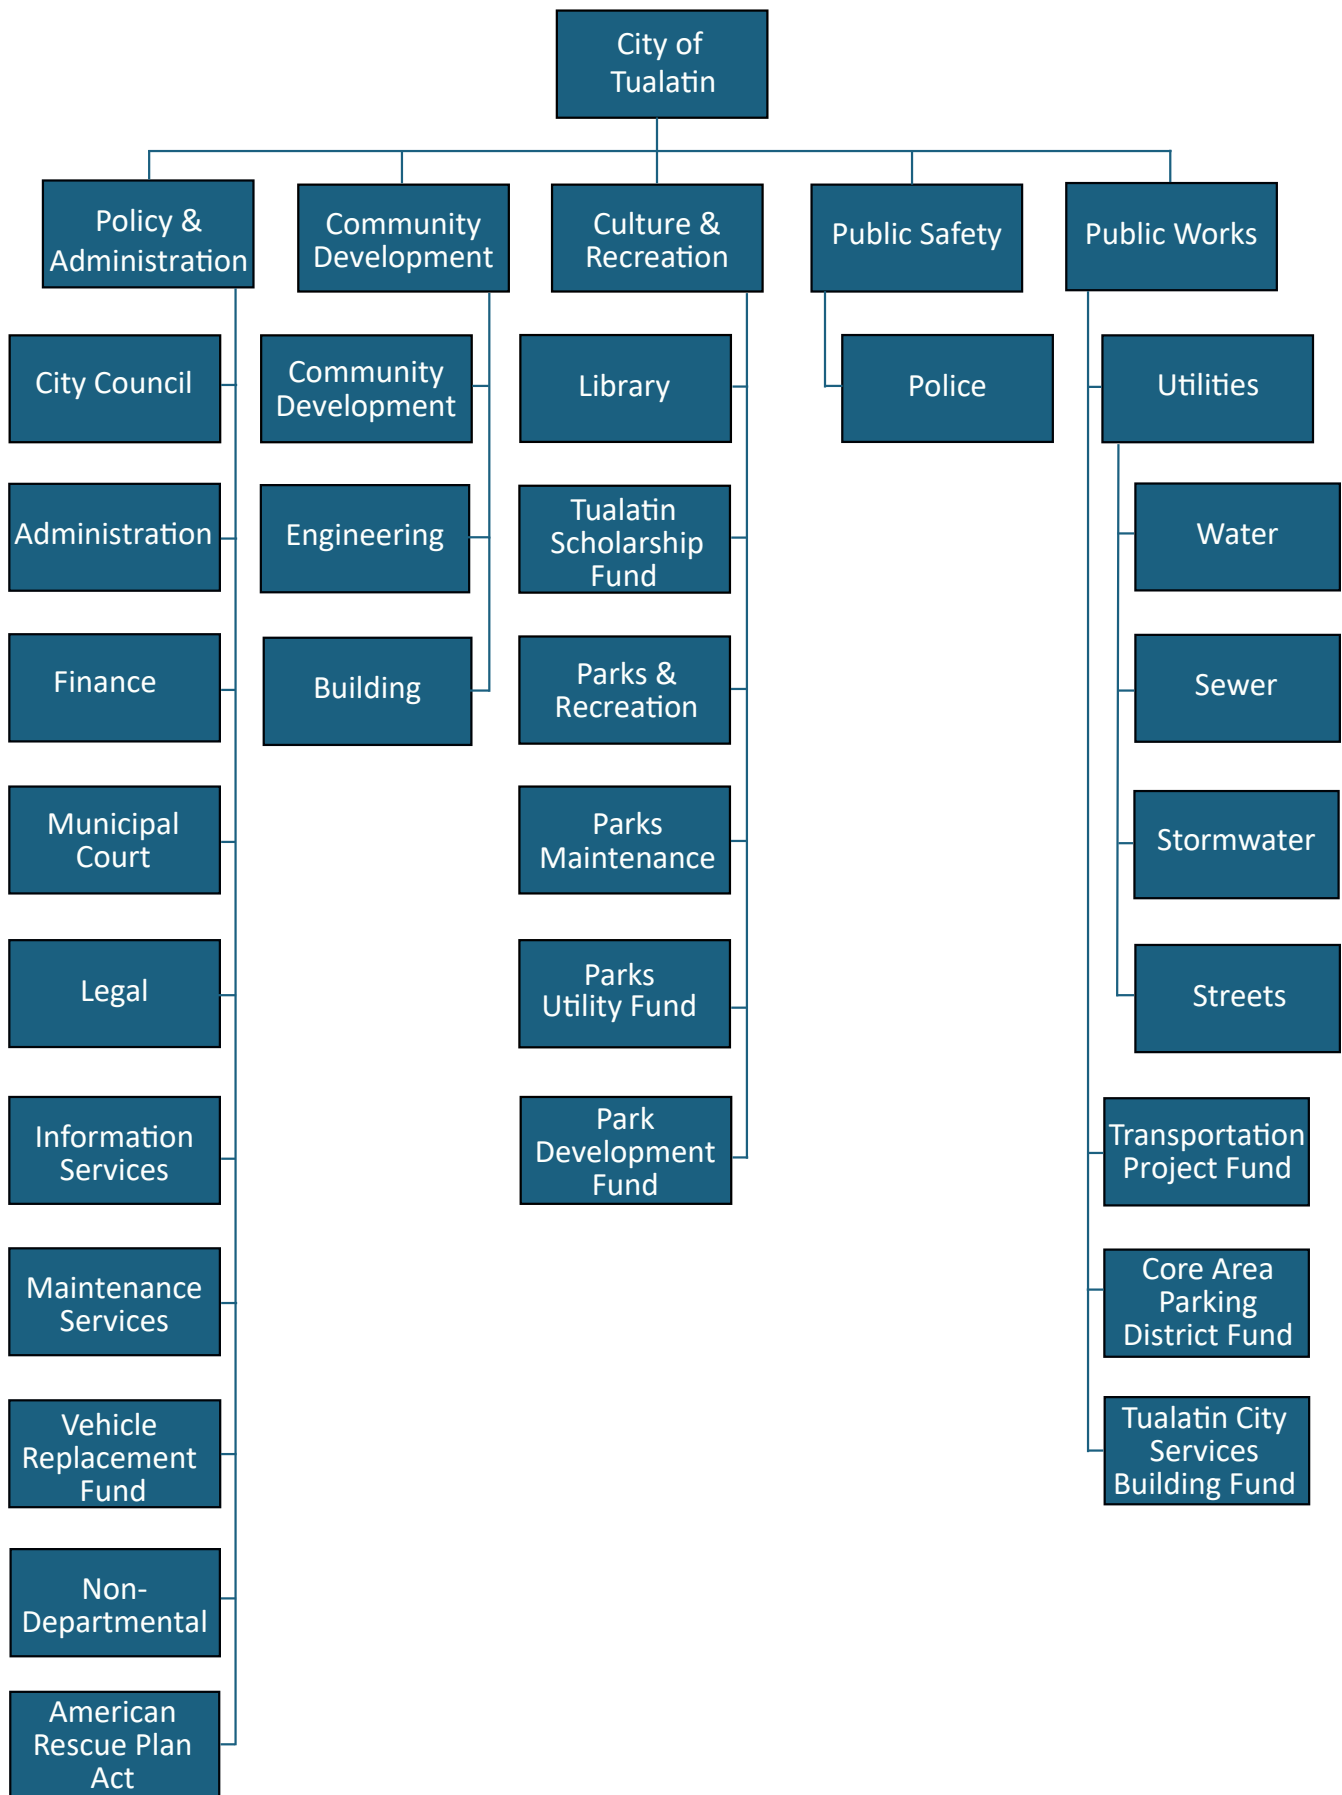 City of
Tualatin
Policy &
Administration
Community
Development
Culture &
Recreation
Public Safety
Public Works
City Council
Administration
Finance
Municipal
Court
Legal
Information
Services
Maintenance
Services
Vehicle
Replacement
Fund
Non-
Departmental
American
Rescue Plan
Act
Community
Development
Engineering
Building
Library
Tualatin
Scholarship
Fund
Parks &
Recreation
Parks
Maintenance
Parks
Utility Fund
Park
Development
Fund
Police
Utilities
Water
Sewer
Stormwater
Streets
Transportation
Project Fund
Core Area
Parking
District Fund
Tualatin City
Services
Building Fund